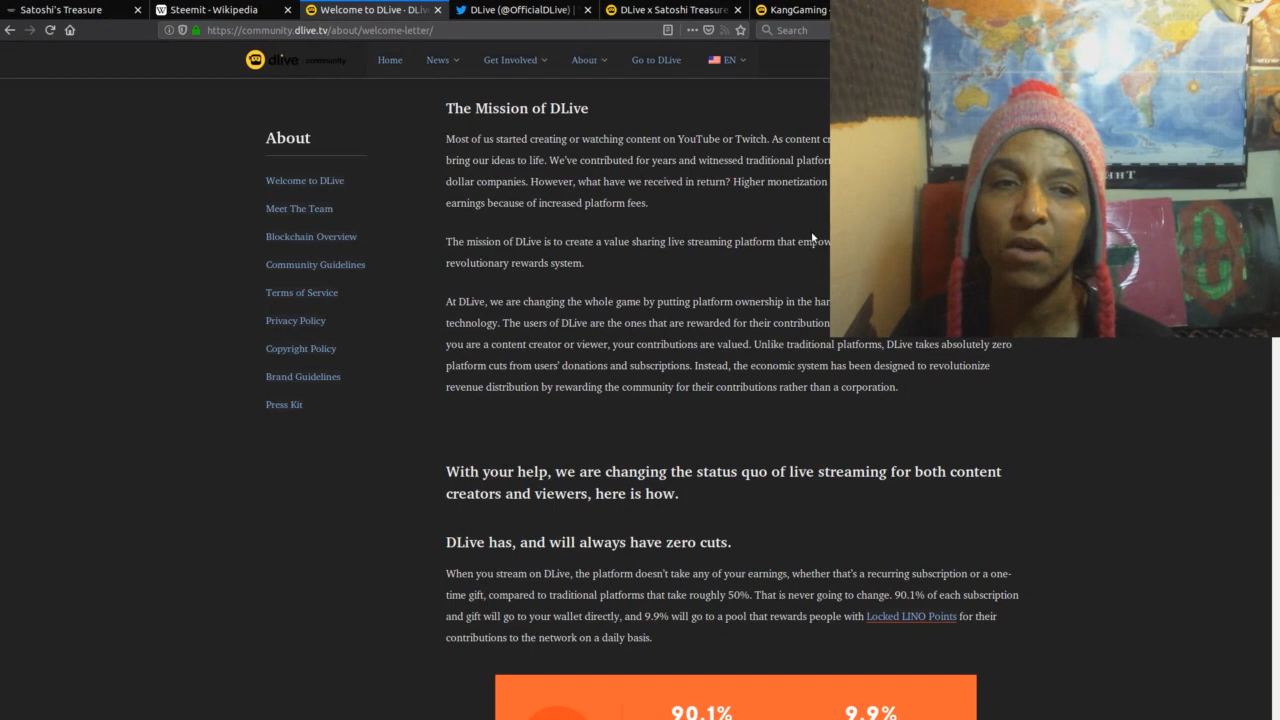 Satoshi's Treasure
Steemit - Wikipedia
Welcome to DLive - DLi
DLive (@OfficialDLive) |
DLive x Satoshi Treasure
KangGaming -
https://community.dlive.tv/about/welcome-letter/
Search
dlive community
Home
News
Get Involved
About
Go to DLive
EN
About
Welcome to DLive
Meet The Team
Blockchain Overview
Community Guidelines
Terms of Service
Privacy Policy
Copyright Policy
Brand Guidelines
Press Kit
The Mission of DLive
Most of us started creating or watching content on YouTube or Twitch. As content cr
bring our ideas to life. We've contributed for years and witnessed traditional platfor
dollar companies. However, what have we received in return? Higher monetization
earnings because of increased platform fees.
The mission of DLive is to create a value sharing live streaming platform that empow
revolutionary rewards system.
At DLive, we are changing the whole game by putting platform ownership in the har
technology. The users of DLive are the ones that are rewarded for their contribution
you are a content creator or viewer, your contributions are valued. Unlike traditional platforms, DLive takes absolutely zero
platform cuts from users' donations and subscriptions. Instead, the economic system has been designed to revolutionize
revenue distribution by rewarding the community for their contributions rather than a corporation.
With your help, we are changing the status quo of live streaming for both content
creators and viewers, here is how.
DLive has, and will always have zero cuts.
When you stream on DLive, the platform doesn't take any of your earnings, whether that's a recurring subscription or a one-
time gift, compared to traditional platforms that take roughly 50%. That is never going to change. 90.1% of each subscription
and gift will go to your wallet directly, and 9.9% will go to a pool that rewards people with Locked LINO Points for their
contributions to the network on a daily basis.
90.1%
9.9%